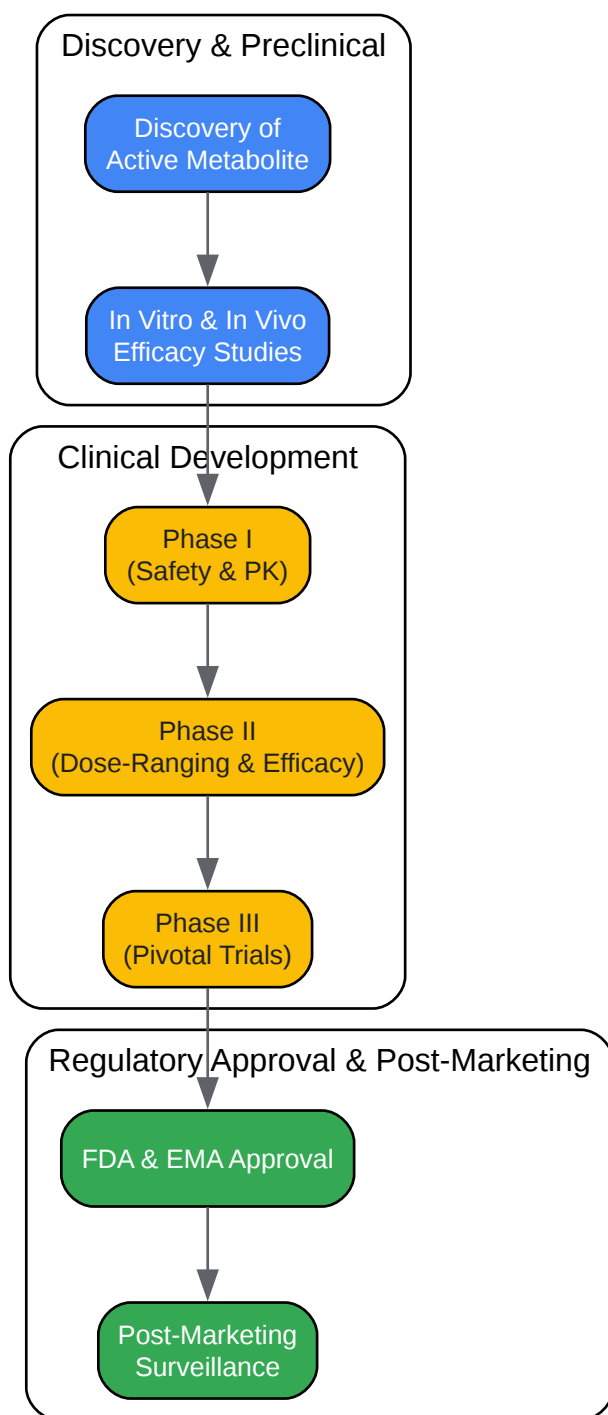 Discovery & Preclinical
Discovery of
Active Metabolite
In Vitro & In Vivo
Efficacy Studies
Clinical Development
Phase I
(Safety & PK)
Phase II
(Dose-Ranging & Efficacy)
Phase III
(Pivotal Trials)
Regulatory Approval & Post-Marketing
FDA & EMA Approval
Post-Marketing
Surveillance